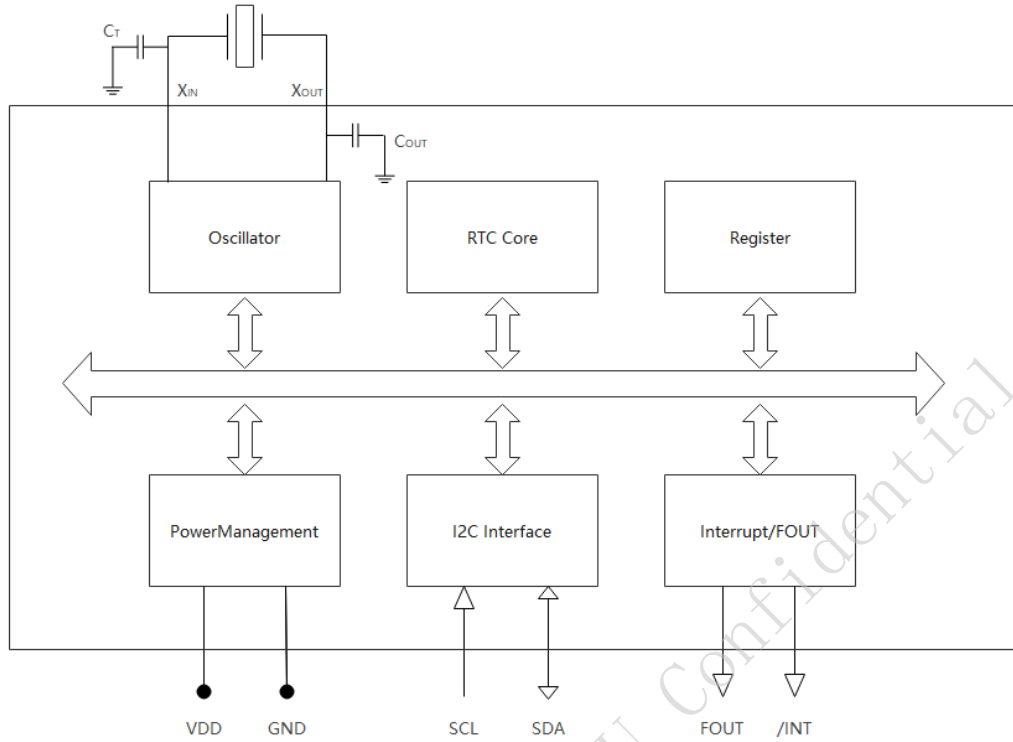 CT
XIN XOUT
COUT
Oscillator RTC Core Register
PowerManagement I2C Interface Interrupt/FOUT
VDD GND SCL SDA FOUT /INT
Confidential